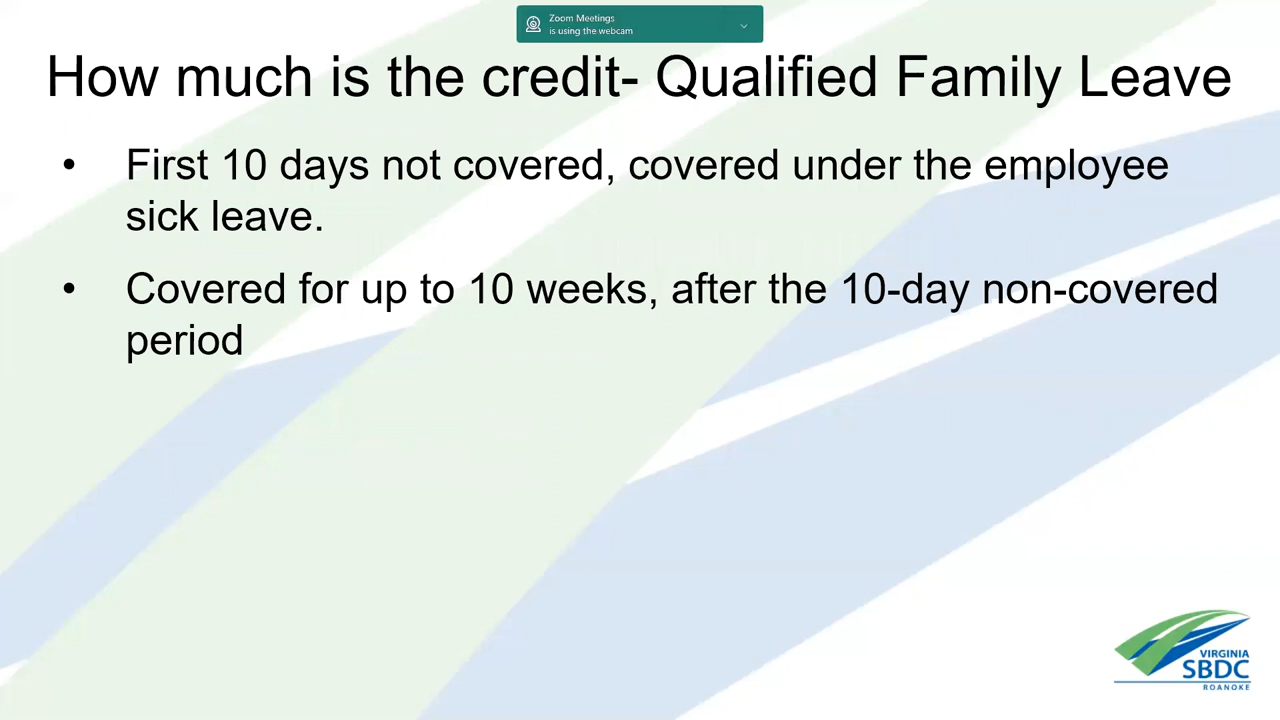 Zoom Meetings
is using the webcam
How much is the credit- Qualified Family Leave
• First 10 days not covered, covered under the employee
sick leave.
• Covered for up to 10 weeks, after the 10-day non-covered
period
VIRGINIA
SBDC
ROANOKE